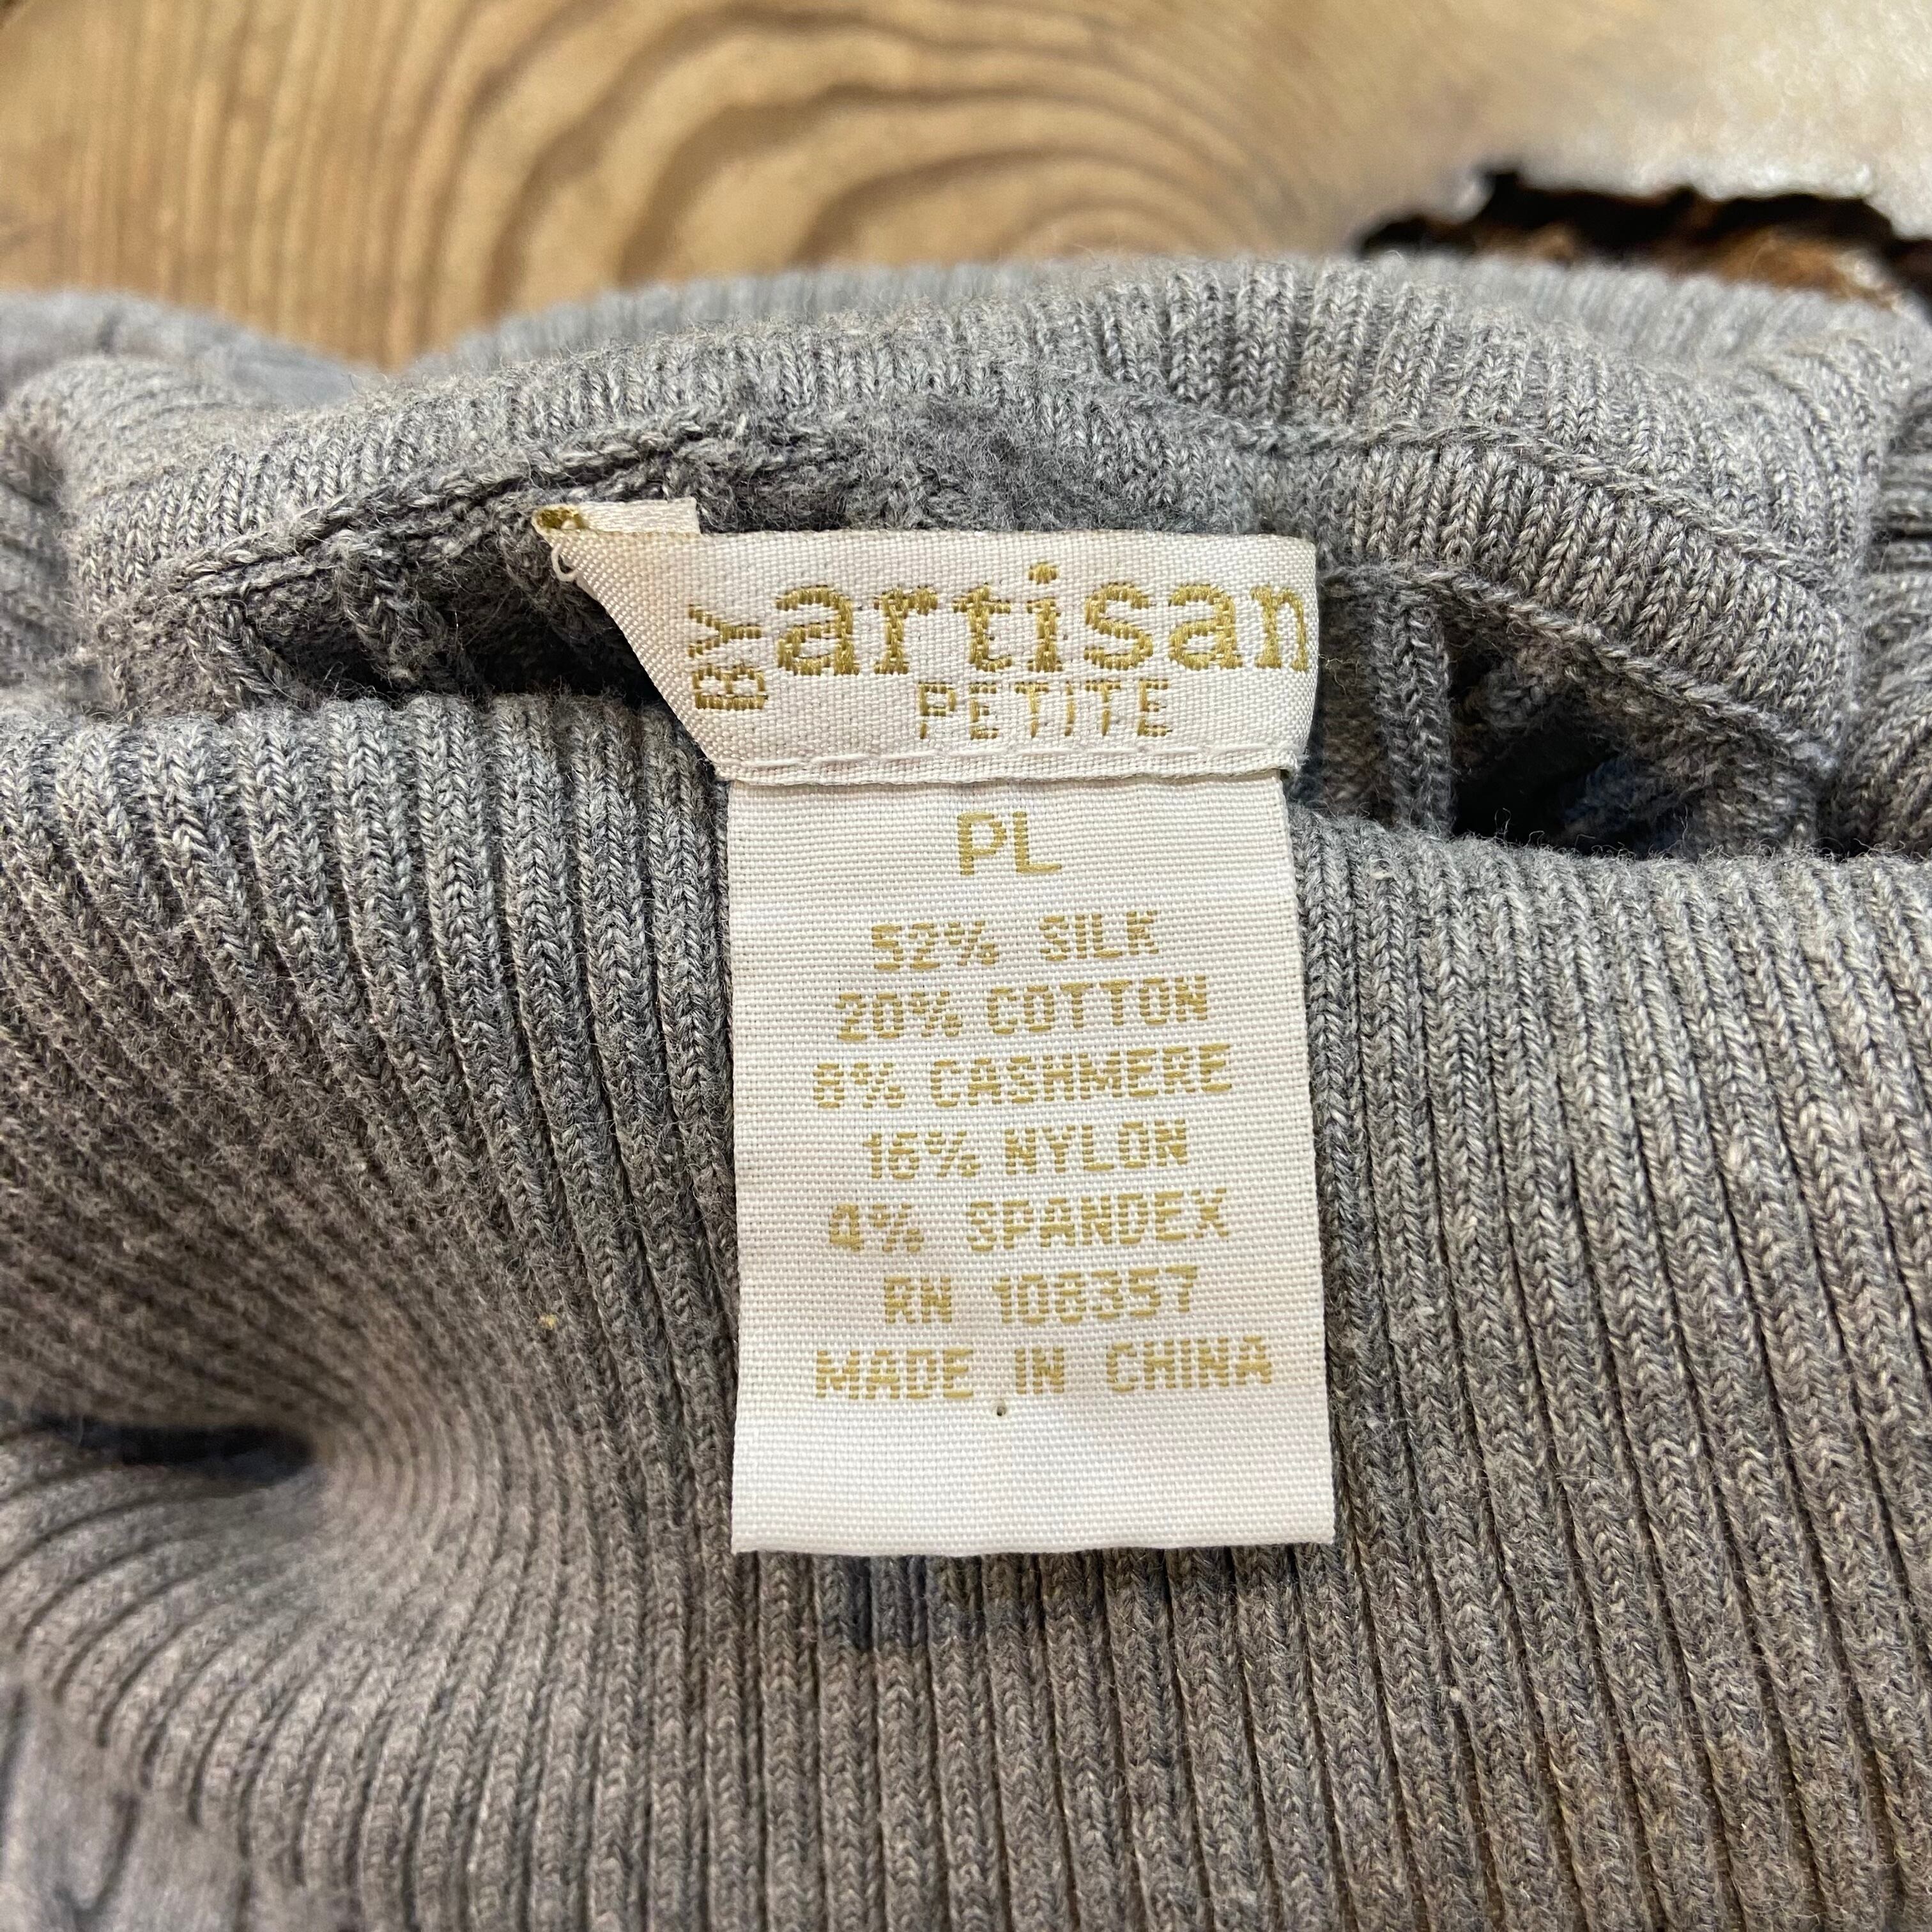 BY artisan
PETITE
PL
52% SILK
20% COTTON
8% CASHMERE
16% NYLON
4% SPANDEX
RN 108357
MADE IN CHINA